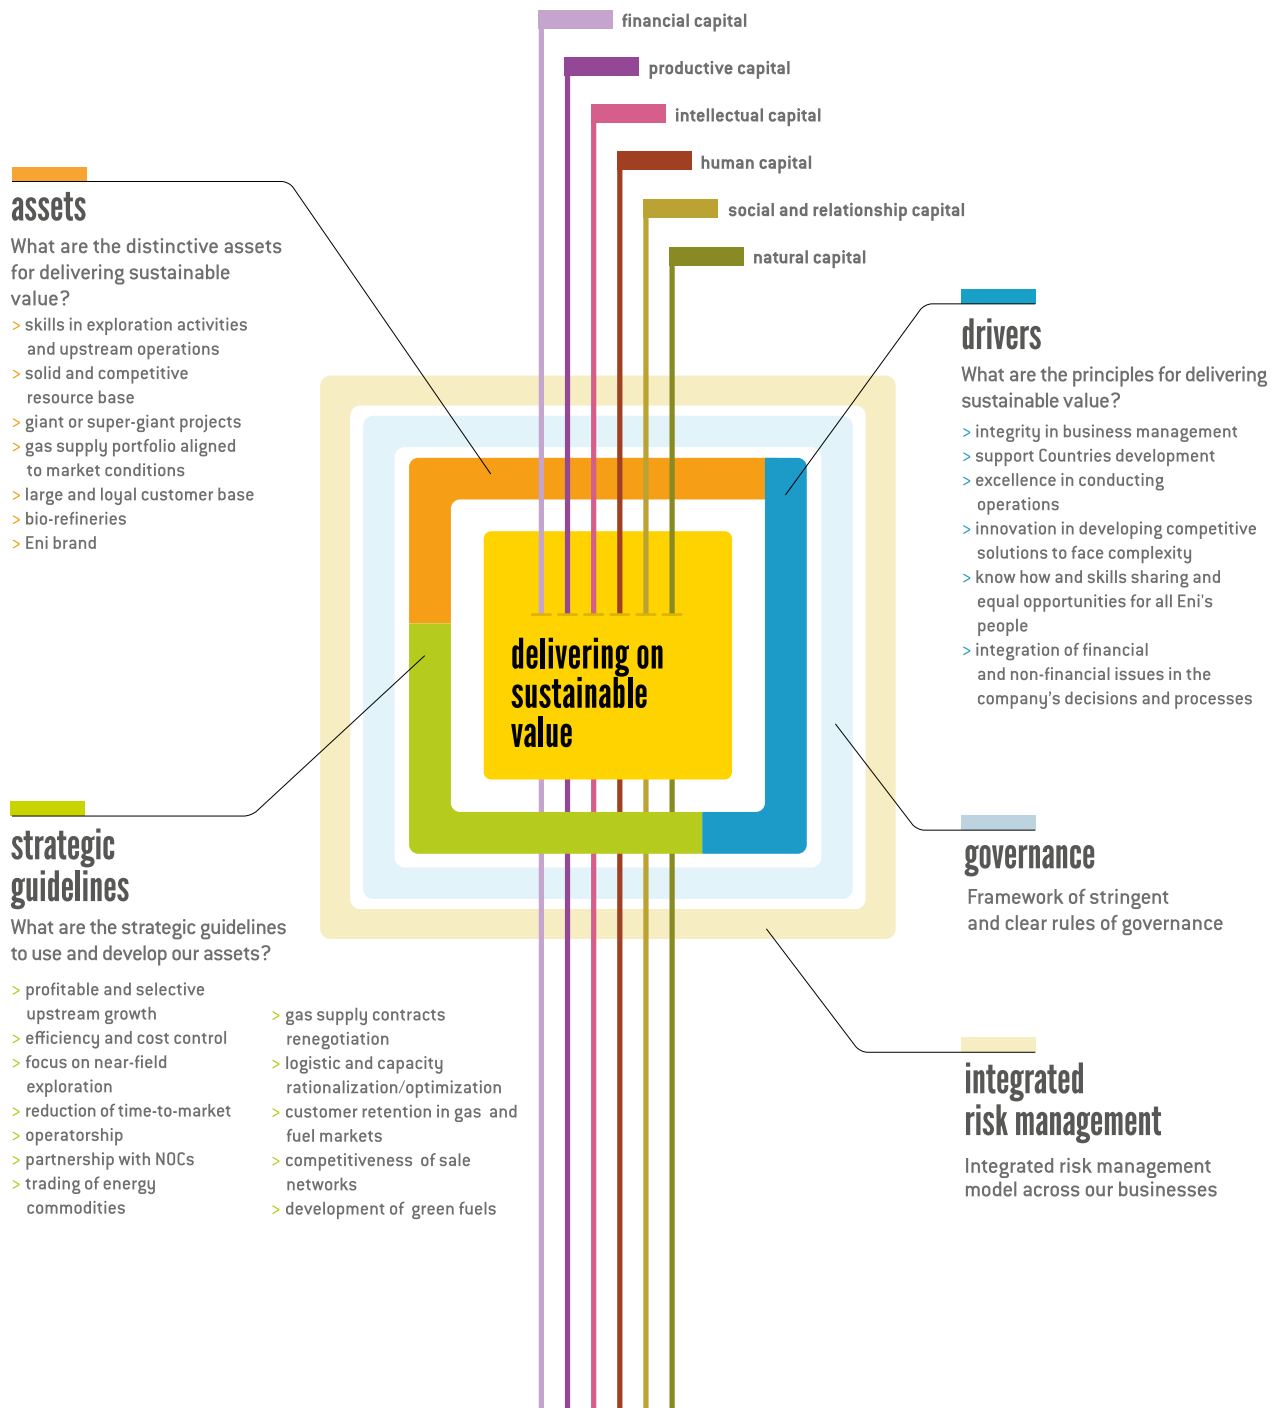 financial capital
productive capital
intellectual capital
human capital
social and relationship capital
natural capital
assets
What are the distinctive assets
for delivering sustainable
value?
> skills in exploration activities
and upstream operations
> solid and competitive
resource base
> giant or super-giant projects
> gas supply portfolio aligned
to market conditions
> large and loyal customer base
> bio-refineries
> Eni brand
drivers
What are the principles for delivering
sustainable value?
> integrity in business management
> support Countries development
> excellence in conducting
operations
> innovation in developing competitive
solutions to face complexity
> know how and skills sharing and
equal opportunities for all Eni's
people
> integration of financial
and non-financial issues in the
company's decisions and processes
delivering on
sustainable
value
strategic
guidelines
What are the strategic guidelines
to use and develop our assets?
> profitable and selective
upstream growth
> efficiency and cost control
> focus on near-field
exploration
> reduction of time-to-market
> operatorship
> partnership with NOCs
> trading of energy
commodities
> gas supply contracts
renegotiation
> logistic and capacity
rationalization/optimization
> customer retention in gas and
fuel markets
> competitiveness of sale
networks
> development of green fuels
governance
Framework of stringent
and clear rules of governance
integrated
risk management
Integrated risk management
model across our businesses